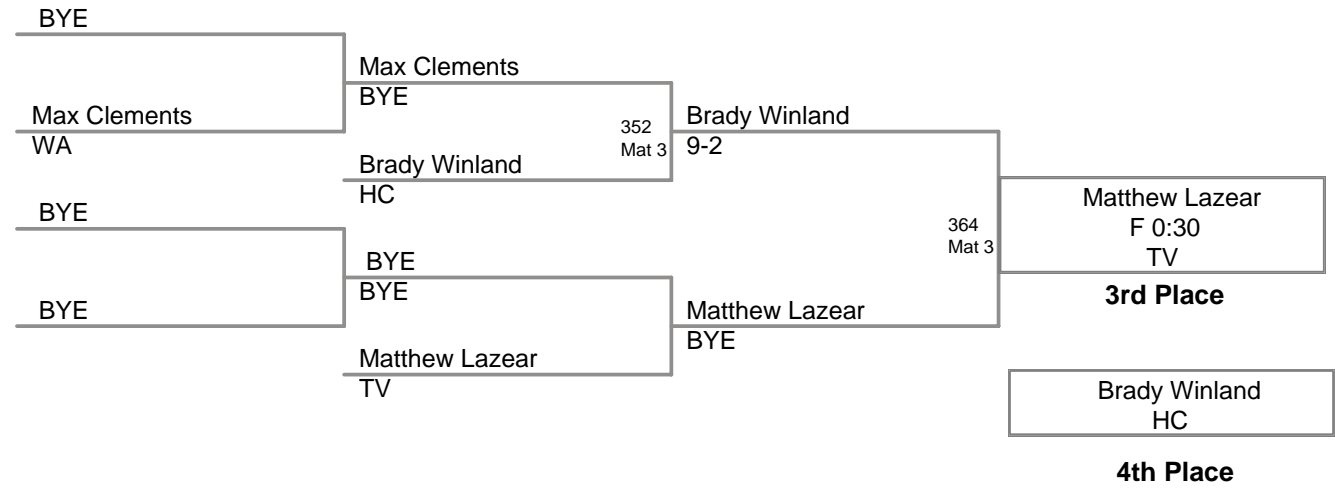 BYE
Max Clements
WA
BYE
BYE
Max Clements
BYE
Brady Winland
HC
BYE
BYE
Matthew Lazear
TV
352
Mat 3
Brady Winland
9-2
Matthew Lazear
BYE
364
Mat 3
Matthew Lazear
F 0:30
TV
3rd Place
Brady Winland
HC
4th Place